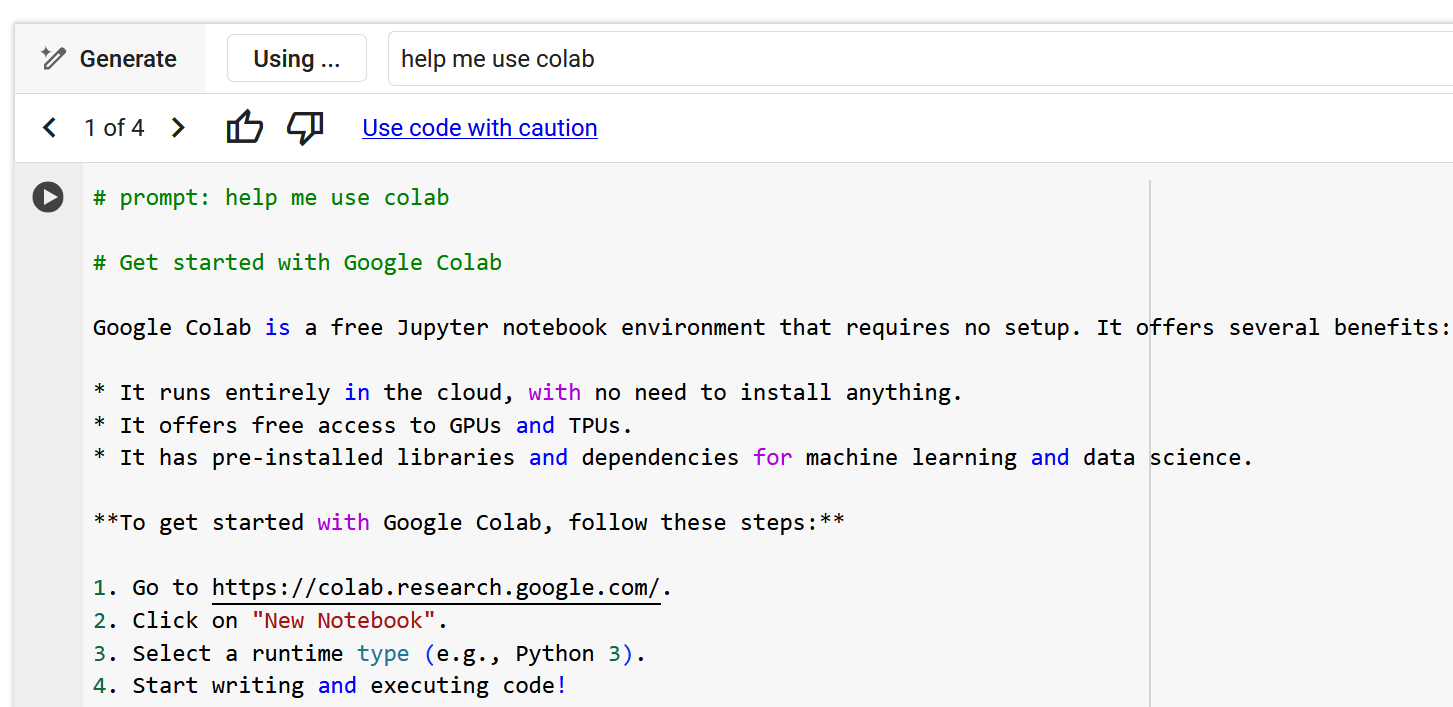 Generate
Using ...
help me use colab
1 of 4
Use code with caution
# prompt: help me use colab
# Get started with Google Colab
Google Colab is a free Jupyter notebook environment that requires no setup. It offers several benefits:
* It runs entirely in the cloud, with no need to install anything.
* It offers free access to GPUs and TPUs.
* It has pre-installed libraries and dependencies for machine learning and data science.
**To get started with Google Colab, follow these steps:**
1. Go to https://colab.research.google.com/.
2. Click on "New Notebook".
3. Select a runtime type (e.g., Python 3).
4. Start writing and executing code!